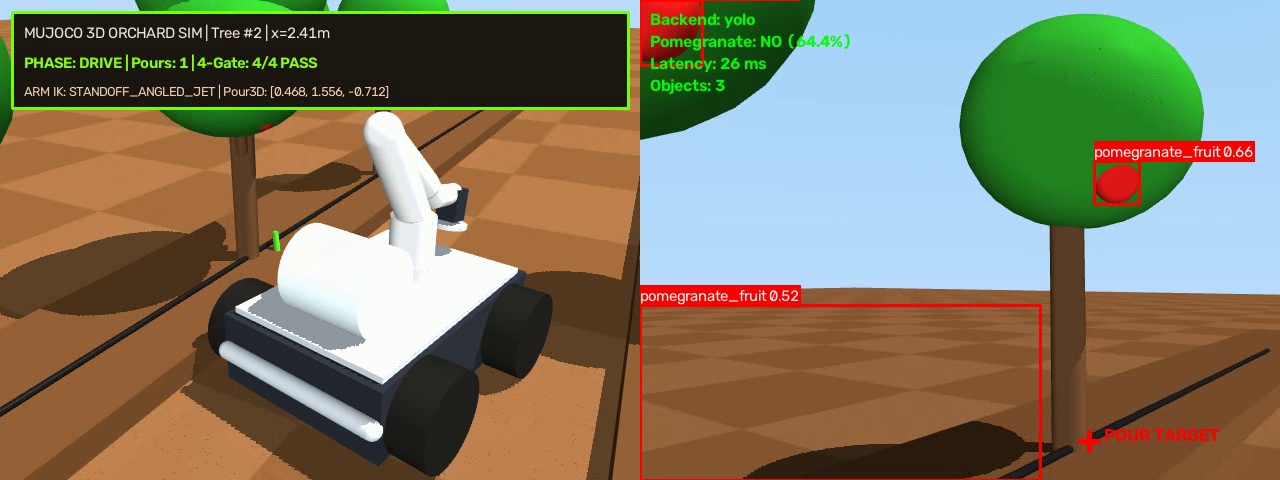 MUJOCO 3D ORCHARD SIM | Tree #2 | x=2.41m
PHASE: DRIVE | Pours: 1 | 4-Gate: 4/4 PASS
ARM IK: STANDOFF_ANGLED_JET | Pour3D: [0.468, 1.556, -0.712]
Backend: yolo
Pomegranate: NO (64.4%)
Latency: 26 ms
Objects: 3
pomegranate_fruit 0.66
pomegranate_fruit 0.52
POUR TARGET